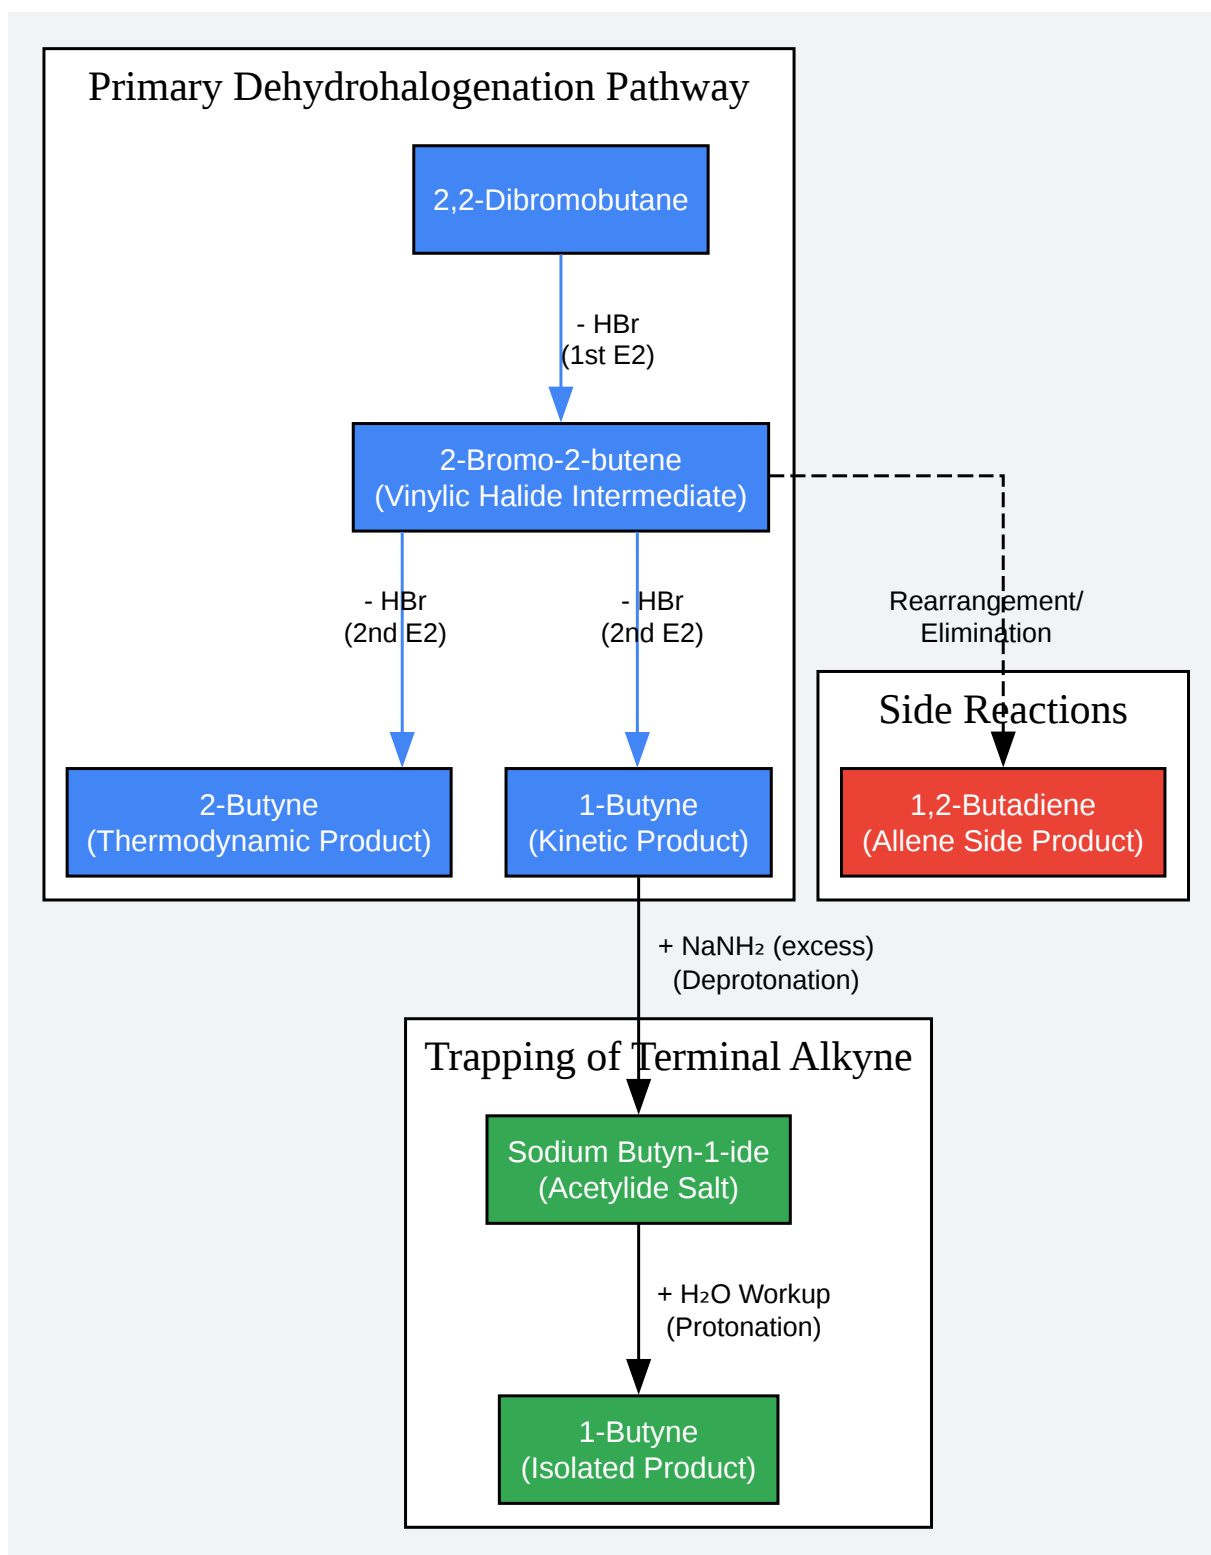 Primary Dehydrohalogenation Pathway
2,2-Dibromobutane
- HBr
(1st E2)
2-Bromo-2-butene
(Vinylic Halide Intermediate)
- HBr
(2nd E2)
- HBr
(2nd E2)
Rearrangement/
Elimination
2-Butyne
(Thermodynamic Product)
1-Butyne
(Kinetic Product)
Side Reactions
1,2-Butadiene
(Allene Side Product)
+ NaNH₂ (excess)
(Deprotonation)
Trapping of Terminal Alkyne
Sodium Butyn-1-ide
(Acetylide Salt)
+ H₂O Workup
(Protonation)
1-Butyne
(Isolated Product)